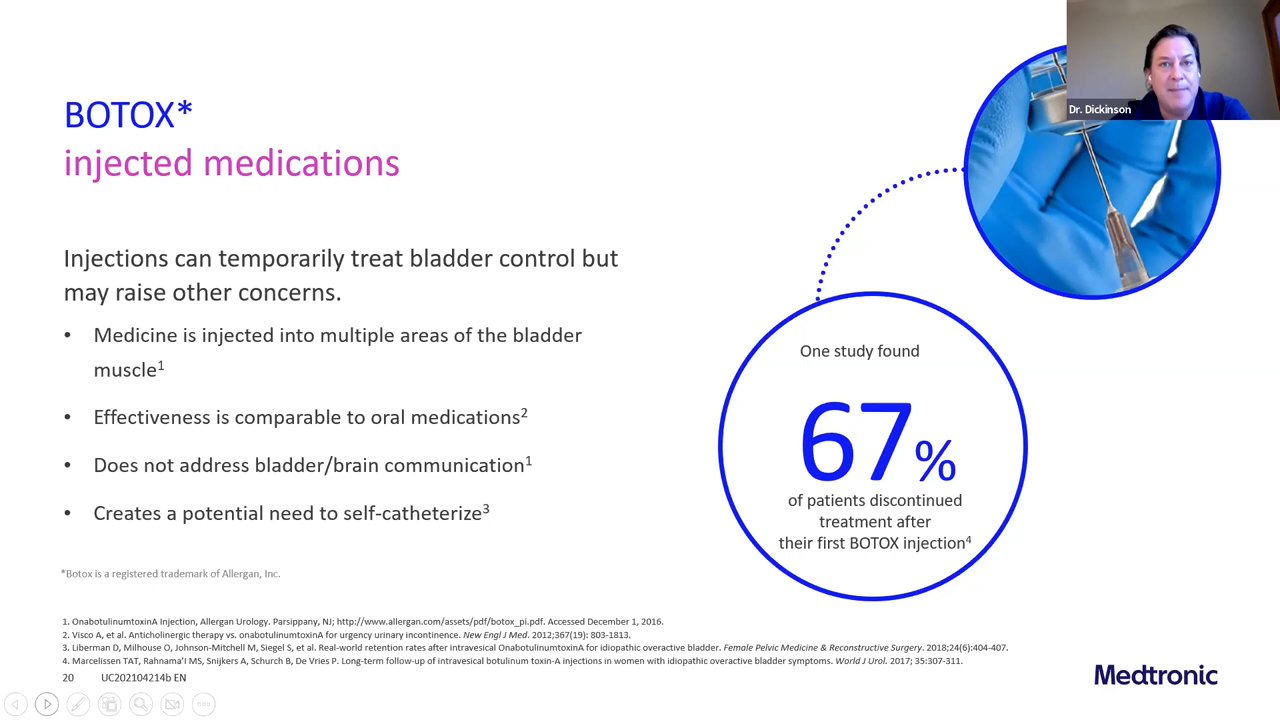 Dr. Dickinson
BOTOX*
injected medications
Injections can temporarily treat bladder control but
may raise other concerns.
• Medicine is injected into multiple areas of the bladder
muscle1
• Effectiveness is comparable to oral medications2
• Does not address bladder/brain communication1
• Creates a potential need to self-catheterize3
One study found
67%
of patients discontinued
treatment after
their first BOTOX injection4
*Botox is a registered trademark of Allergan, Inc.
1. OnabotulinumtoxinA Injection, Allergan Urology. Parsippany, NJ; http://www.allergan.com/assets/pdf/botox_pi.pdf. Accessed December 1, 2016.
2. Visco A, et al. Anticholinergic therapy vs. onabotulinumtoxinA for urgency urinary incontinence. New Engl J Med. 2012;367(19): 803-1813.
3. Liberman D, Milhouse O, Johnson-Mitchell M, Siegel S, et al. Real-world retention rates after intravesical OnabotulinumtoxinA for idiopathic overactive bladder. Female Pelvic Medicine & Reconstructive Surgery. 2018;24(6):404-407.
4. Marcelissen TAT, Rahnama'I MS, Snijkers A, Schurch B, De Vries P. Long-term follow-up of intravesical botulinum toxin-A injections in women with idiopathic overactive bladder symptoms. World J Urol. 2017; 35:307-311.
20 UC202104214b EN
Medtronic